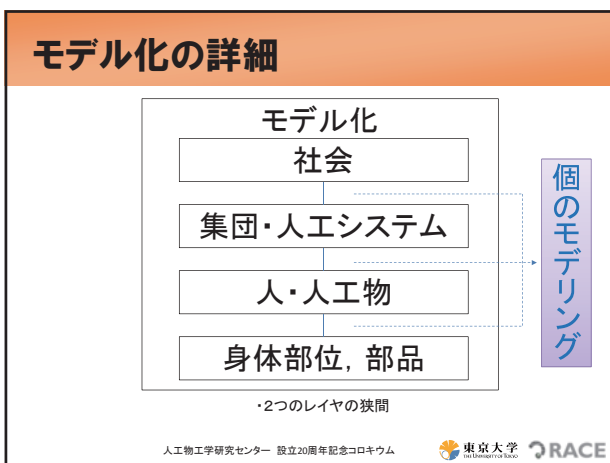 モデル化の詳細
モデル化
社会
集団・人工システム
人・人工物
身体部位，部品
個のモデリング
・2つのレイヤの狭間
人工物工学研究センター 設立20周年記念コロキウム
東京大学
THE UNIVERSITY OF TOKYO
RACE